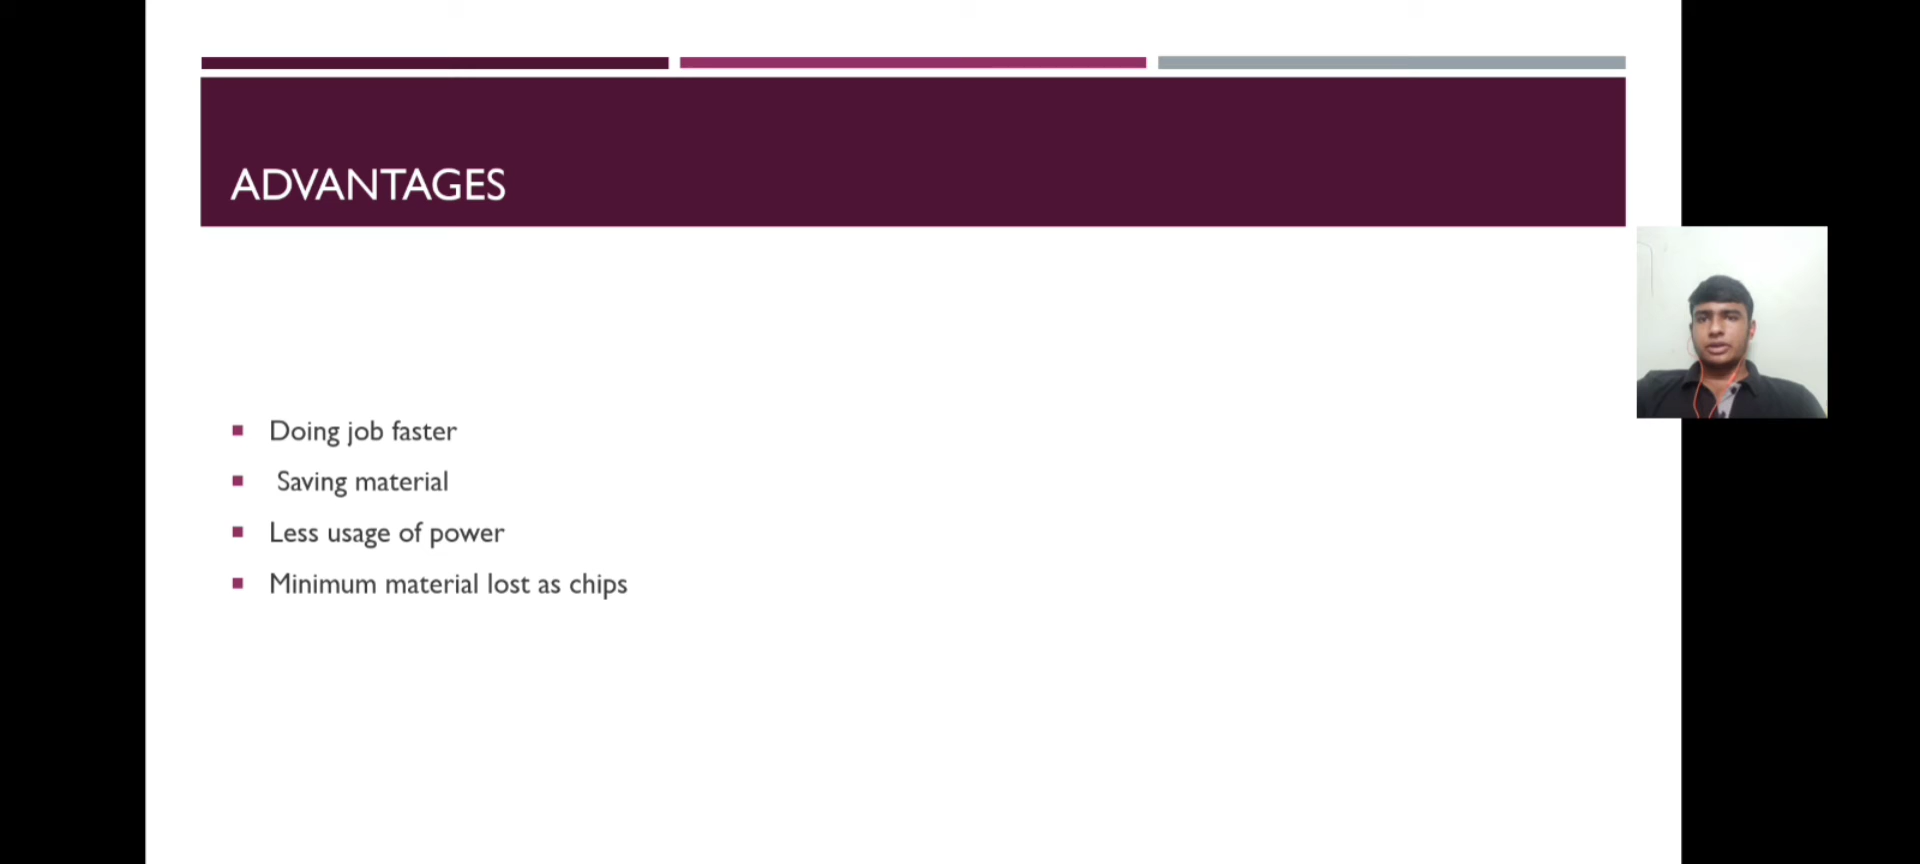 ADVANTAGES
Doing job faster
Saving material
Less usage of power
Minimum material lost as chips